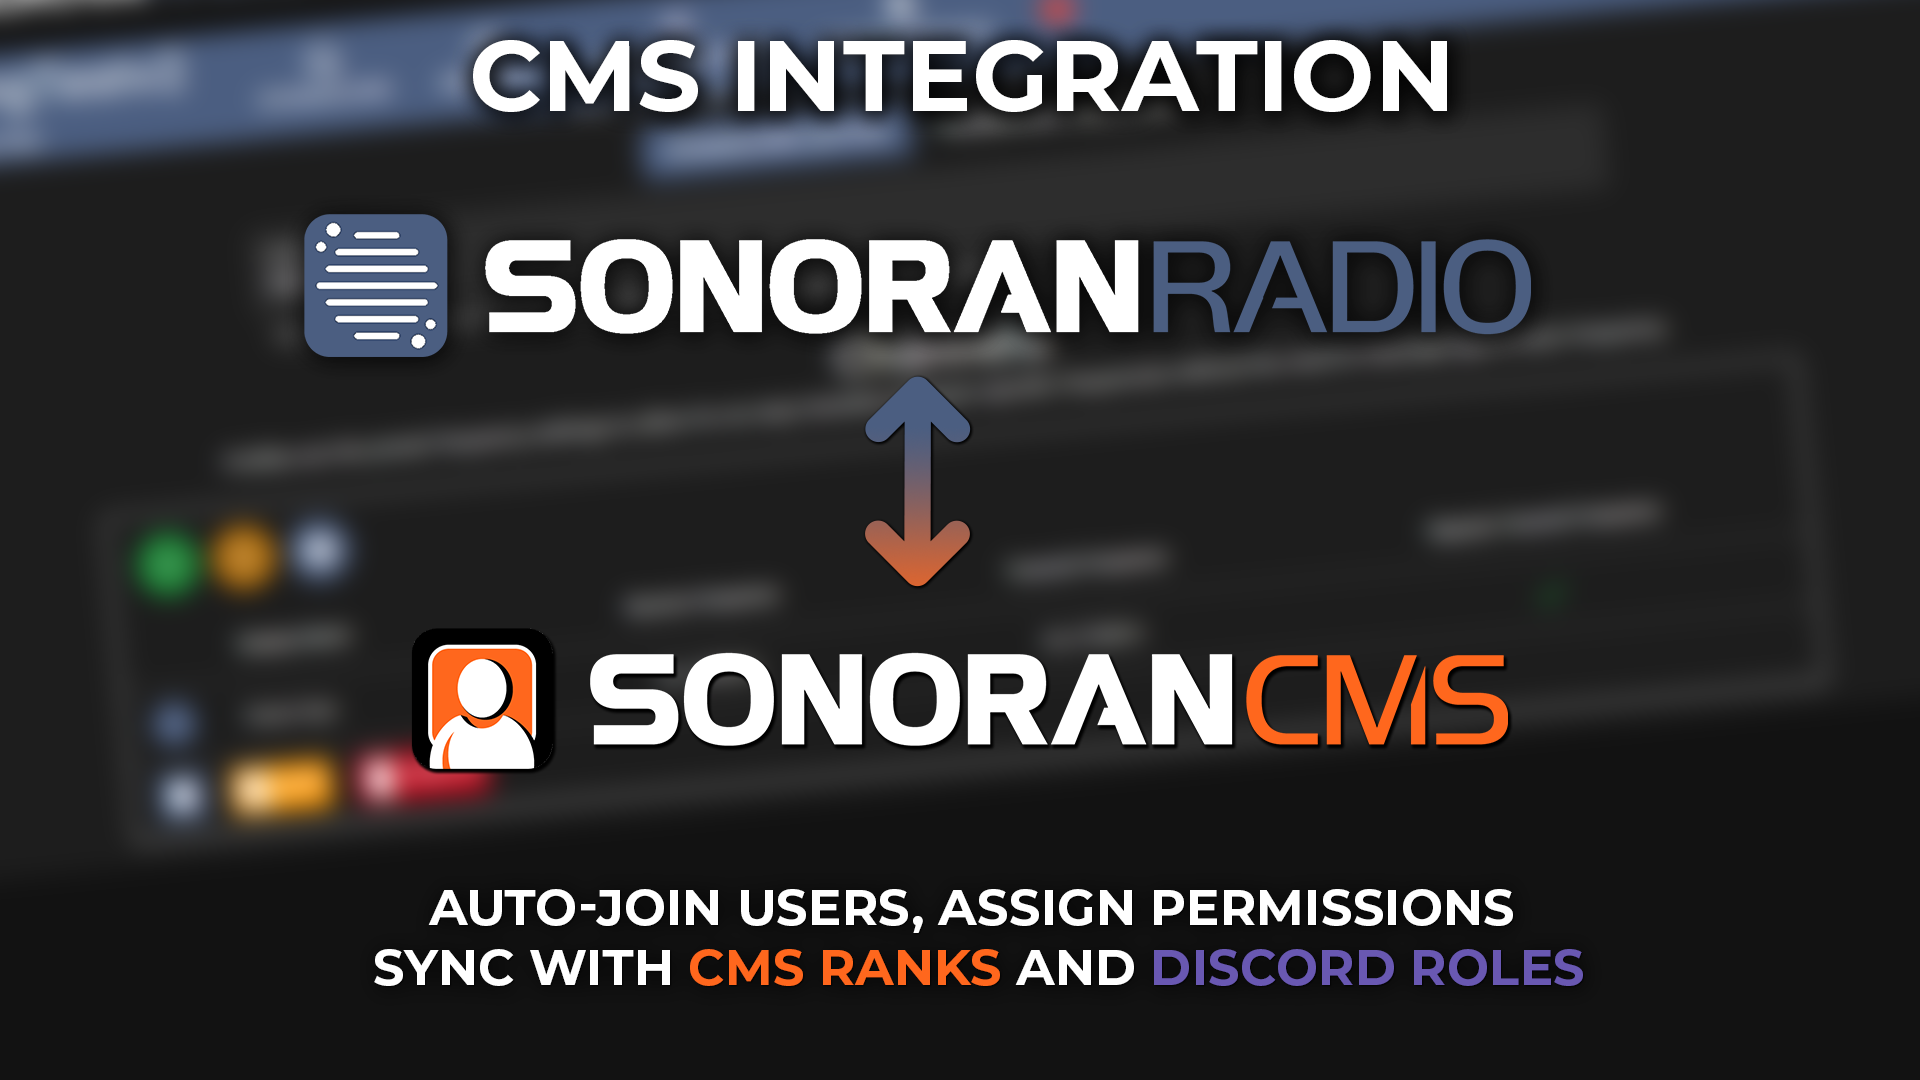 CMS INTEGRATION
SONORANRADIO
SONORANCMS
AUTO-JOIN USERS, ASSIGN PERMISSIONS
SYNC WITH CMS RANKS AND DISCORD ROLES